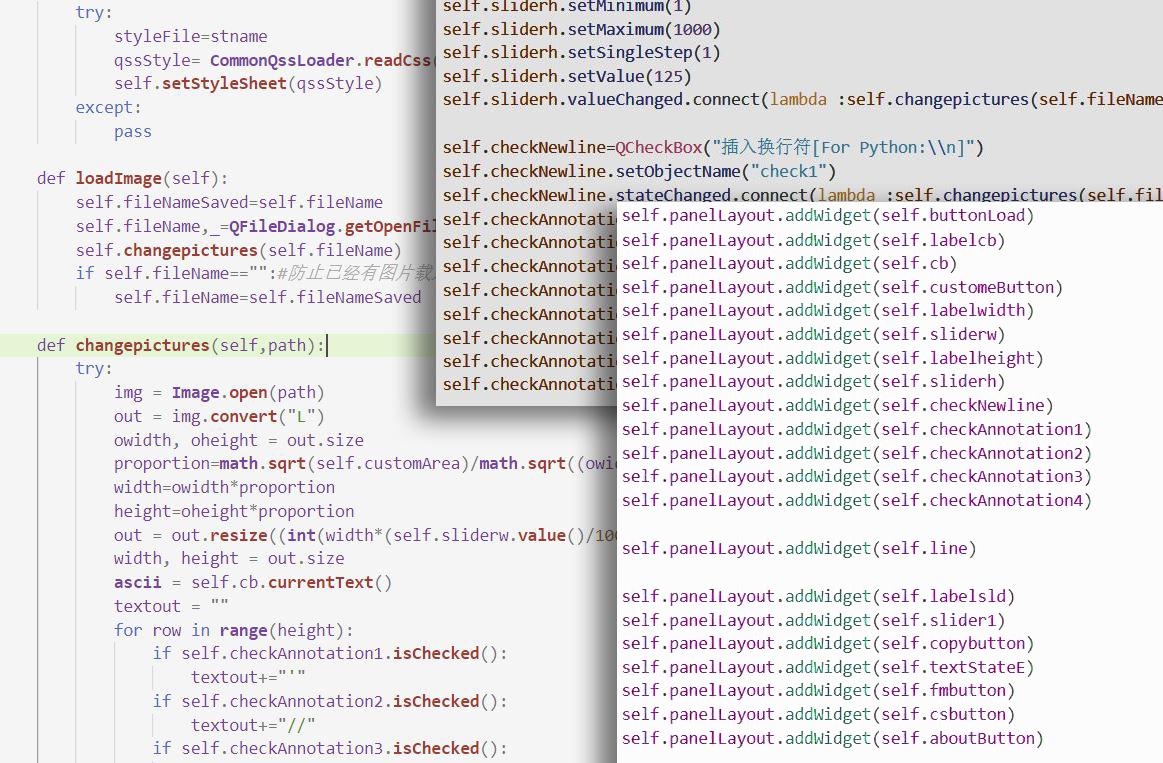 try:
styleFile=stname
qssStyle= CommonQssLoader.readCss(
self.setStyleSheet(qssStyle)
except:
pass
def loadImage(self):
self.fileNameSaved=self.fileName
self.fileName,_=QFileDialog.getOpenFil
self.changepictures(self.fileName)
if self.fileName=="":#防止已经有图片载
self.fileName=self.fileNameSaved
def changepictures(self,path):
try:
img = Image.open(path)
out = img.convert("L")
owidth, oheight = out.size
proportion=math.sqrt(self.customArea)/math.sqrt((owid
width=owidth*proportion
height=oheight*proportion
out = out.resize((int(width*(self.sliderw.value()/100
width, height = out.size
ascii = self.cb.currentText()
textout = ""
for row in range(height):
if self.checkAnnotation1.isChecked():
textout+="'"
if self.checkAnnotation2.isChecked():
textout+="//"
if self.checkAnnotation3.isChecked():
self.sliderh.setMinimum(1)
self.sliderh.setMaximum(1000)
self.sliderh.setSingleStep(1)
self.sliderh.setValue(125)
self.sliderh.valueChanged.connect(lambda :self.changepictures(self.fileName
self.checkNewline=QCheckBox("插入换行符[For Python:\\n]")
self.checkNewline.setObjectName("check1")
self.checkNewline.stateChanged.connect(lambda :self.changepictures(self.fil
self.checkAnnotati
self.checkAnnotati
self.checkAnnotati
self.checkAnnotati
self.checkAnnotati
self.checkAnnotati
self.checkAnnotati
self.checkAnnotati
self.panelLayout.addWidget(self.buttonLoad)
self.panelLayout.addWidget(self.labelcb)
self.panelLayout.addWidget(self.cb)
self.panelLayout.addWidget(self.customeButton)
self.panelLayout.addWidget(self.labelwidth)
self.panelLayout.addWidget(self.sliderw)
self.panelLayout.addWidget(self.labelheight)
self.panelLayout.addWidget(self.sliderh)
self.panelLayout.addWidget(self.checkNewline)
self.panelLayout.addWidget(self.checkAnnotation1)
self.panelLayout.addWidget(self.checkAnnotation2)
self.panelLayout.addWidget(self.checkAnnotation3)
self.panelLayout.addWidget(self.checkAnnotation4)
self.panelLayout.addWidget(self.line)
self.panelLayout.addWidget(self.labelsld)
self.panelLayout.addWidget(self.slider1)
self.panelLayout.addWidget(self.copybutton)
self.panelLayout.addWidget(self.textStateE)
self.panelLayout.addWidget(self.fmbutton)
self.panelLayout.addWidget(self.csbutton)
self.panelLayout.addWidget(self.aboutButton)